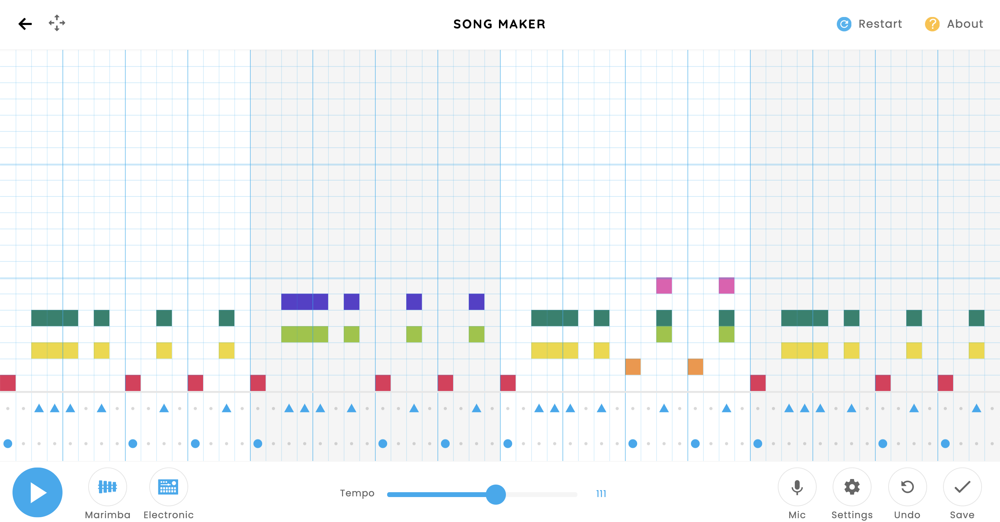 SONG MAKER
Restart
? About
Tempo
111
Marimba
Electronic
Mic
Settings
Undo
Save